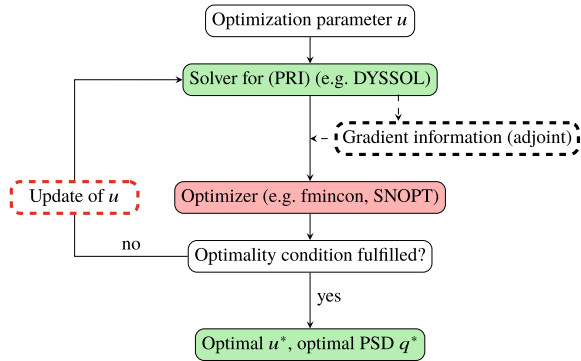 Optimization parameter u
Solver for (PRI) (e.g. DYSSOL)
Gradient information (adjoint)
Update of u
Optimizer (e.g. fmincon, SNOPT)
no
Optimality condition fulfilled?
yes
Optimal u*, optimal PSD q*